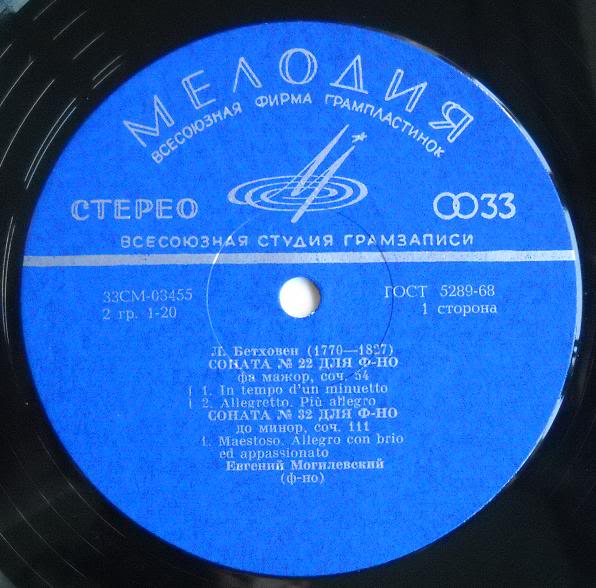 МЕЛОДИЯ
ВСЕСОЮЗНАЯ ФИРМА ГРАМПЛАСТИНОК
СТЕРЕО
33
ВСЕСОЮЗНАЯ СТУДИЯ ГРАМЗАПИСИ
33СМ-03455
2 гр. 1-20
ГОСТ 5289-68
1 сторона
Л. Бетховен (1770—1827)
СОНАТА № 22 ДЛЯ Ф-НО
фа мажор, соч. 54
1. In tempo d'un minuetto
2. Allegretto. Più allegro
СОНАТА № 32 ДЛЯ Ф-НО
до минор, соч. 111
1. Maestoso. Allegro con brio
ed appassionato
Евгений Могилевский
(ф-но)